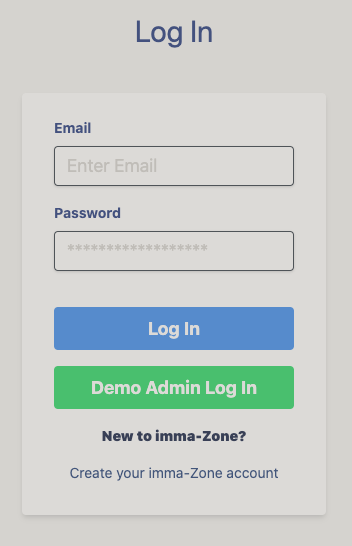 Log In
Email
Enter Email
Password
******************
Log In
Demo Admin Log In
New to imma-Zone?
Create your imma-Zone account